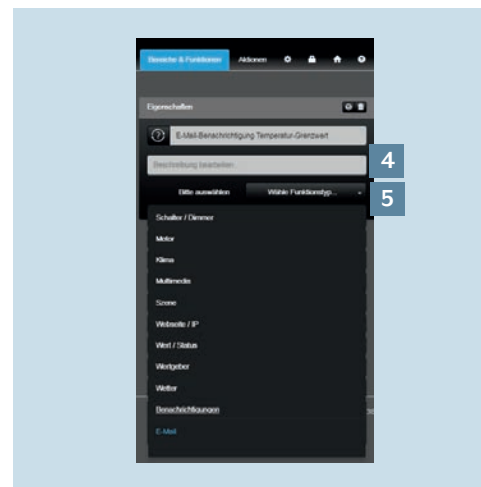 Bereiche & Funktionen Aktionen
Eigenschaften
E-Mail-Benachrichtigung Temperatur-Grenzwert
Beschreibung bearbeiten
4
Bitte auswählen Wähle Funktionstyp...
5
Schalter / Dimmer
Motor
Klima
Multimedia
Szene
Webseite / IP
Wert / Status
Wertgeber
Wetter
Benachrichtigungen
E-Mail